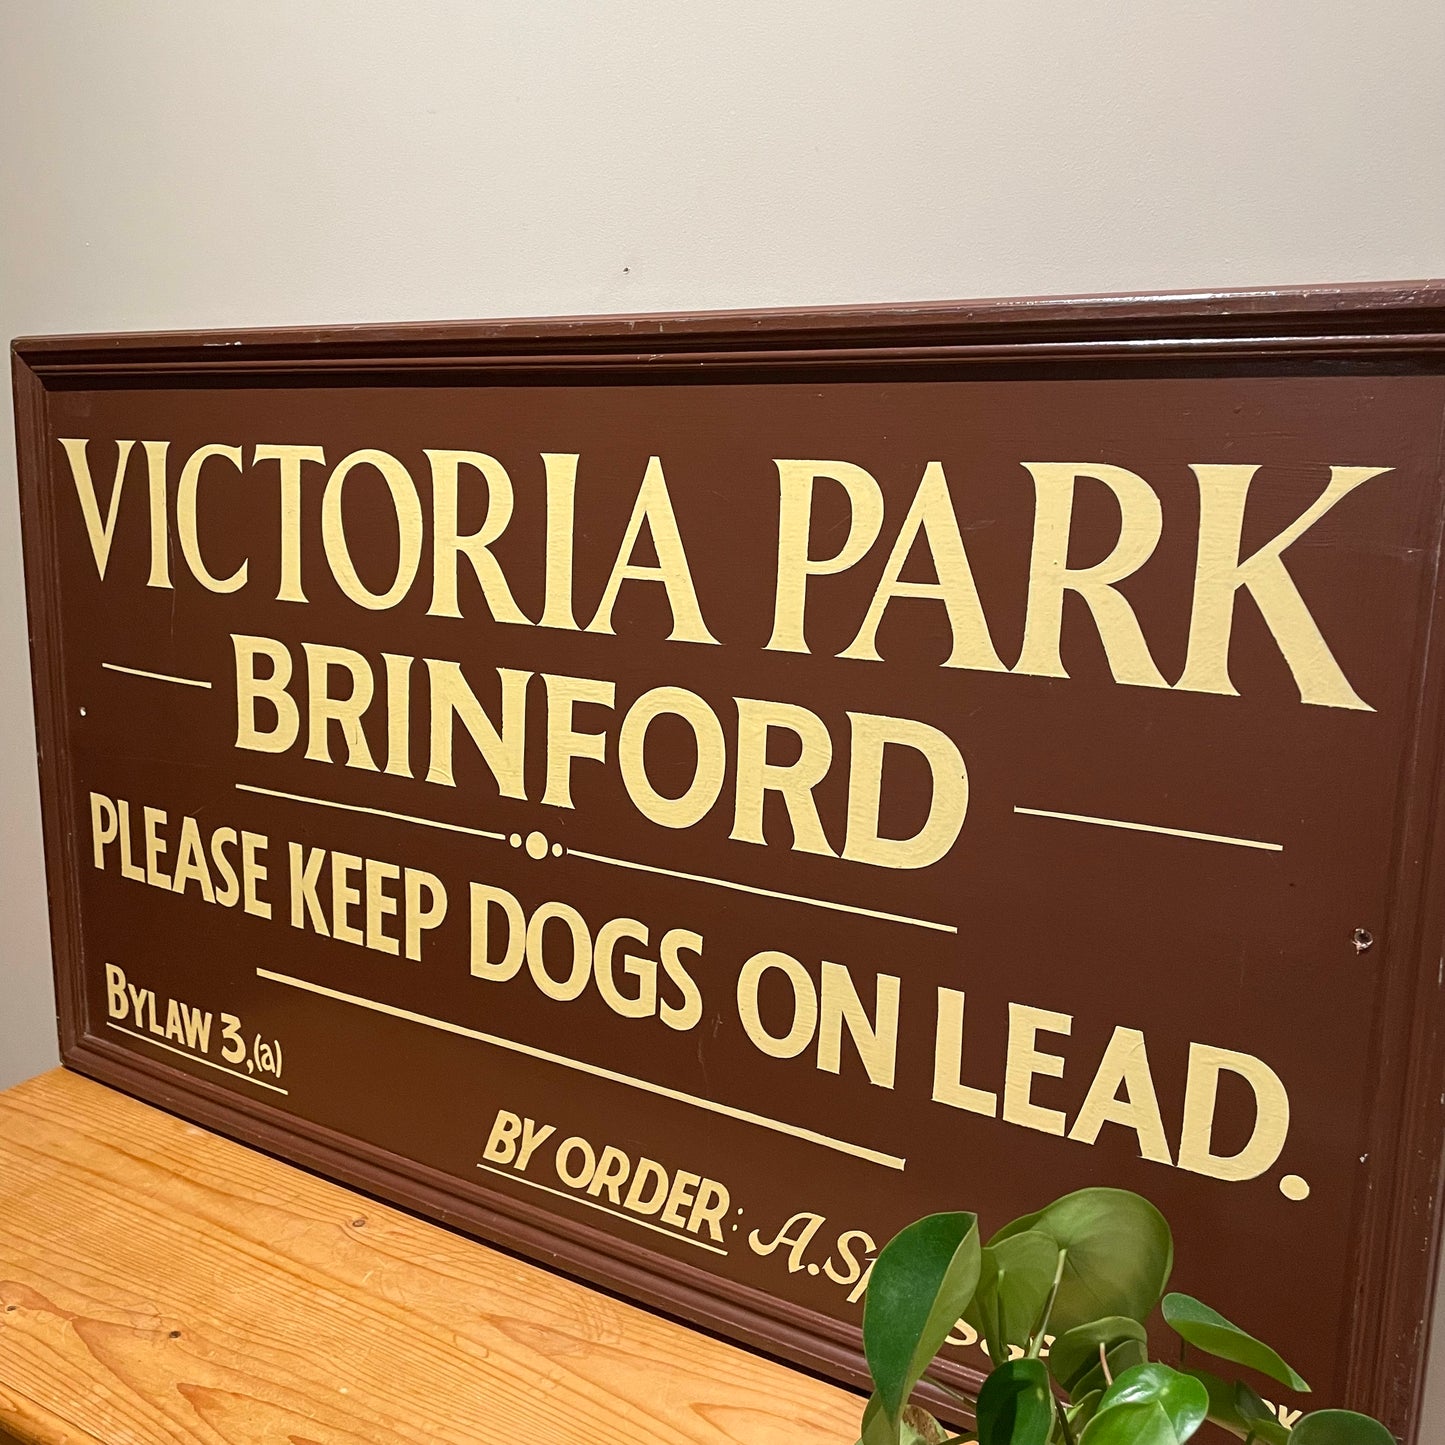 VICTORIA PARK
BRINFORD
PLEASE KEEP DOGS ON LEAD.
BYLAW 3,(a)
BY ORDER: A.